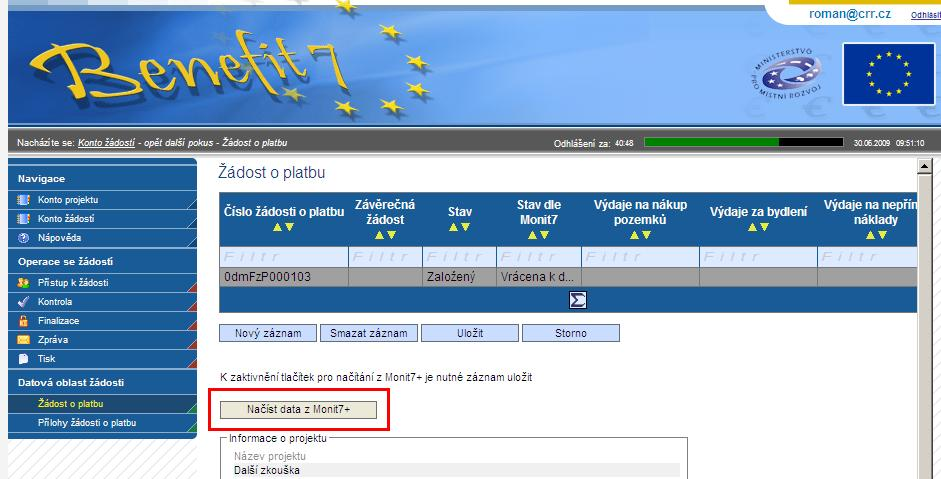 roman@crr.cz
Odhlásit
Benefit 7
MINISTERSTVO
PRO MÍSTNÍ ROZVOJ
Nacházíte se: Konto žádostí - opět další pokus - Žádost o platbu
Odhlášení za: 40:48
30.06.2009 09:51:10
Navigace
Konto projektu
Konto žádostí
Nápověda
Operace se žádostí
Přístup k žádosti
Kontrola
Finalizace
Zpráva
Tisk
Datová oblast žádosti
Žádost o platbu
Přílohy žádosti o platbu
Žádost o platbu
Číslo žádosti o platbu
Závěrečná žádost
Stav
Stav dle Monit7
Výdaje na nákup pozemků
Výdaje za bydlení
Výdaje na nepřím
náklady
Filtr Filtr Filtr Filtr Filtr Filtr Filtr
0dmFzP000103 Založený Vrácena k d...
Σ
Nový záznam Smazat záznam Uložit Storno
K zaktivnění tlačítek pro načítání z Monit7+ je nutné záznam uložit
Načíst data z Monit7+
Informace o projektu
Název projektu
Další zkouška